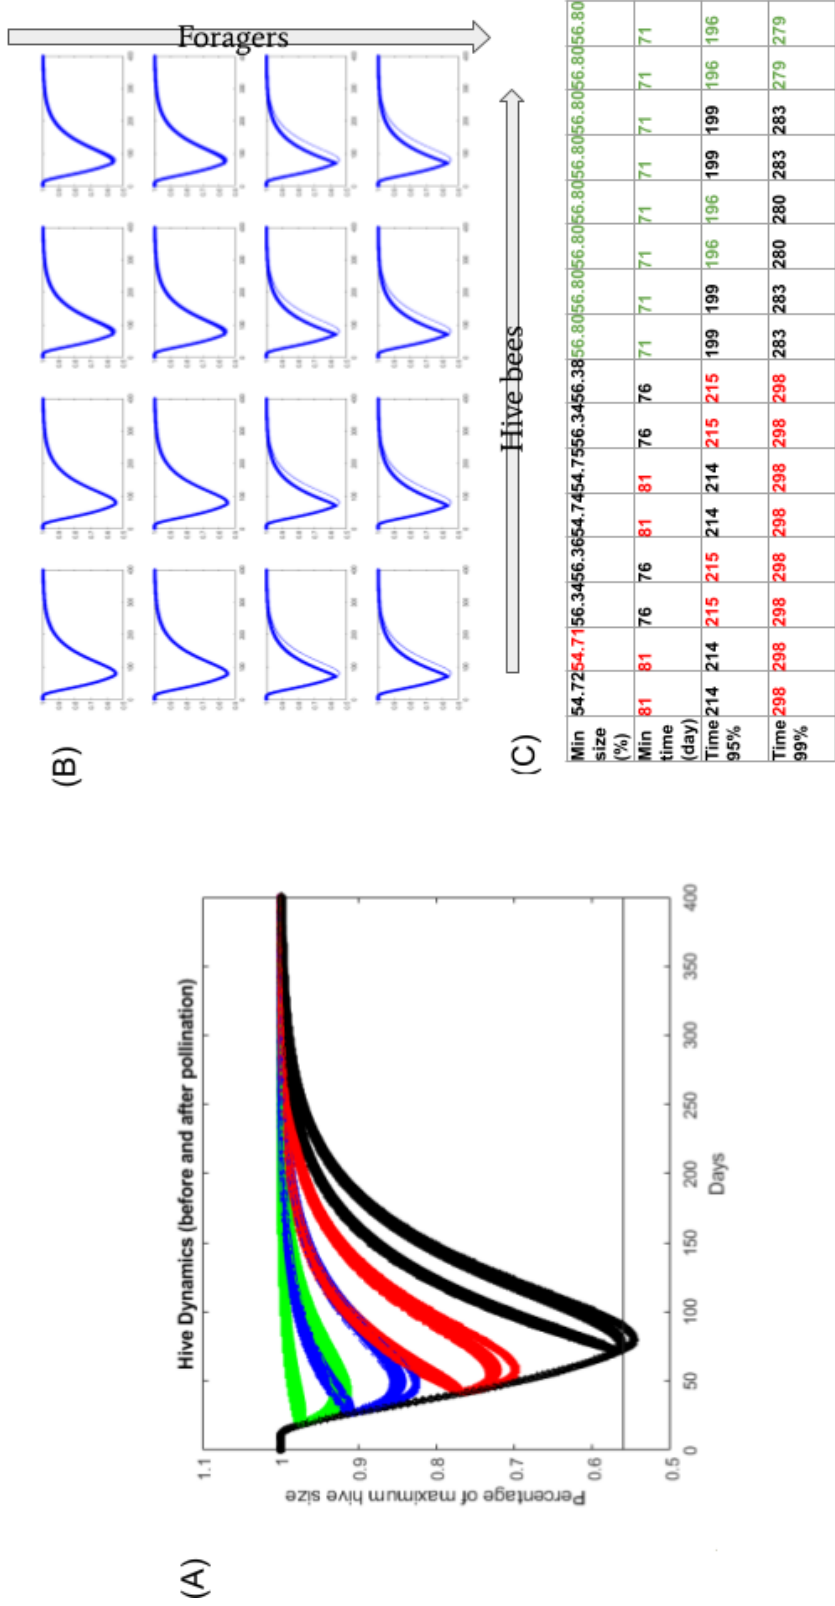 (A)
Hive Dynamics (before and after pollination)
Percentage of maximum hive size
1.1
1
0.9
0.8
0.7
0.6
0.5
0 50 100 150 200 250 300 350 400
Days
(B)
Foragers
Hive bees
(C)
Min size (%) 54.72 54.71 56.34 56.36 54.74 54.75 56.34 56.38 56.80 56.80 56.80 56.80 56.80 56.80 56.80 56.80
Min time (day) 81 81 76 76 81 81 76 76 71 71 71 71 71 71 71 71
Time 95% 214 214 215 215 214 214 215 215 199 199 196 196 199 199 196 196
Time 99% 298 298 298 298 298 298 298 298 283 283 280 280 283 283 279 279